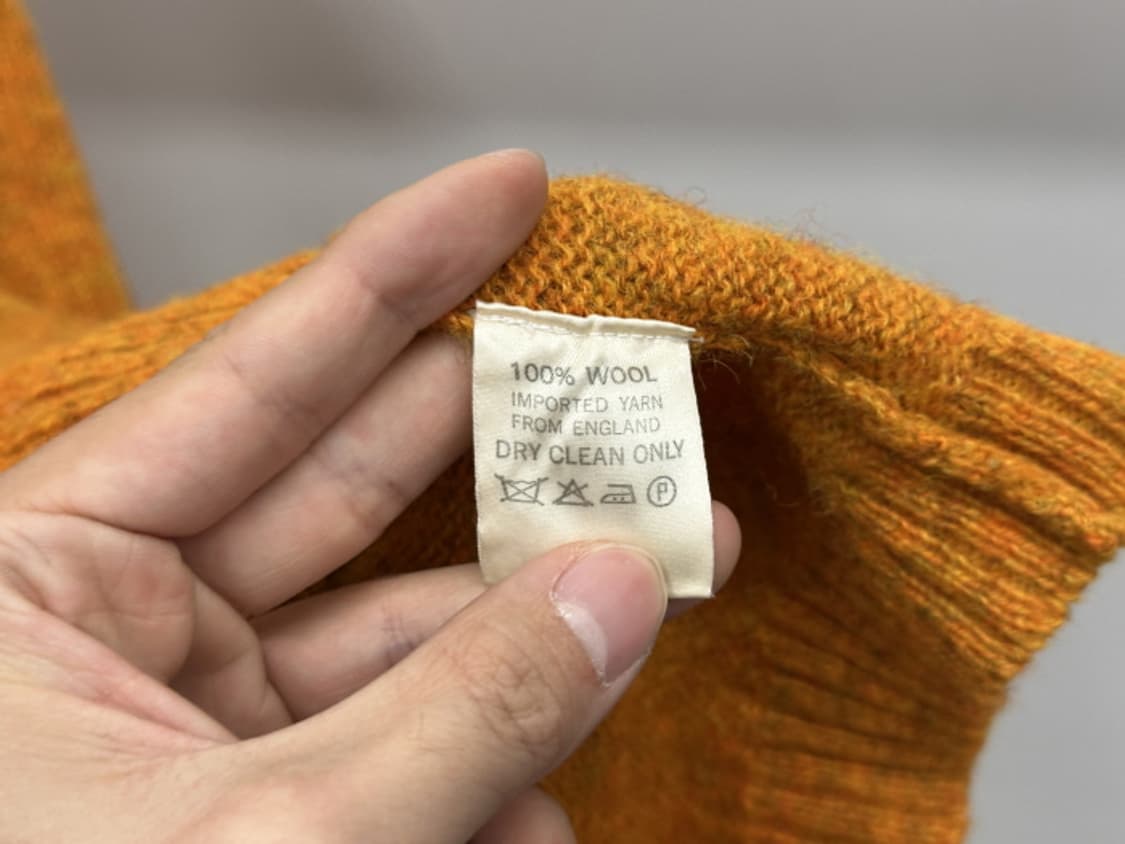 100% WOOL
IMPORTED YARN
FROM ENGLAND
DRY CLEAN ONLY
P